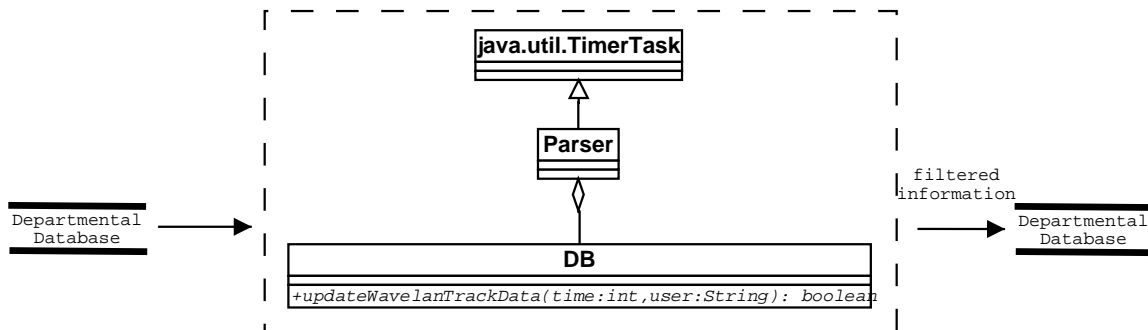 java.util.TimerTask
Parser
filtered
information
Departmental
Database
Departmental
Database
DB
+updateWavelanTrackData(time:int,user:String): boolean